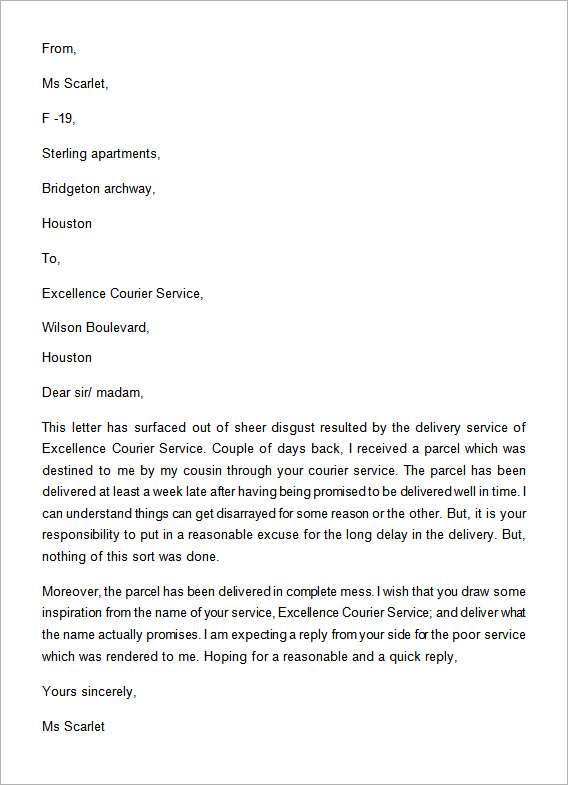 From,
Ms Scarlet,
F -19,
Sterling apartments,
Bridgeton archway,
Houston
To,
Excellence Courier Service,
Wilson Boulevard,
Houston
Dear sir/ madam,
This letter has surfaced out of sheer disgust resulted by the delivery service of
Excellence Courier Service. Couple of days back, I received a parcel which was
destined to me by my cousin through your courier service. The parcel has been
delivered at least a week late after having being promised to be delivered well in time. I
can understand things can get disarrayed for some reason or the other. But, it is your
responsibility to put in a reasonable excuse for the long delay in the delivery. But,
nothing of this sort was done.
Moreover, the parcel has been delivered in complete mess. I wish that you draw some
inspiration from the name of your service, Excellence Courier Service; and deliver what
the name actually promises. I am expecting a reply from your side for the poor service
which was rendered to me. Hoping for a reasonable and a quick reply,
Yours sincerely,
Ms Scarlet